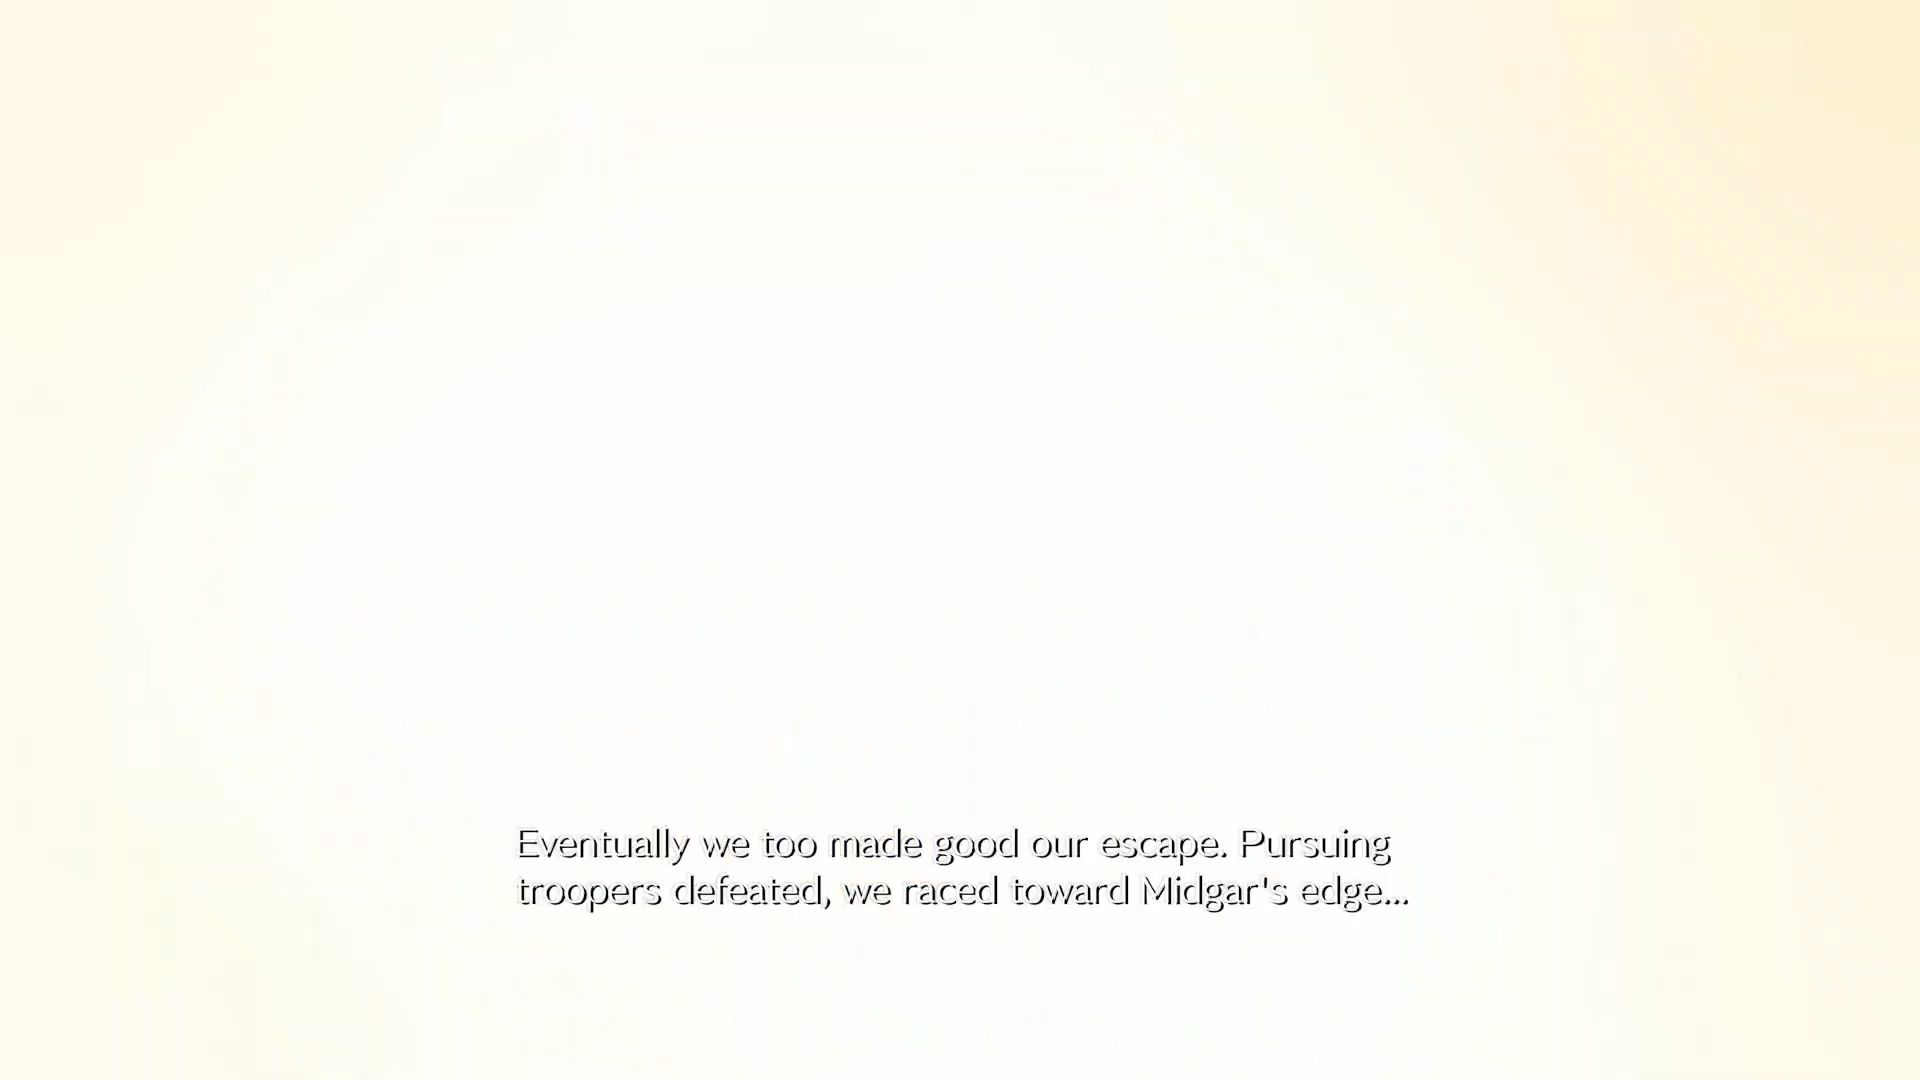 Eventually we too made good our escape. Pursuing
troopers defeated, we raced toward Midgar's edge...